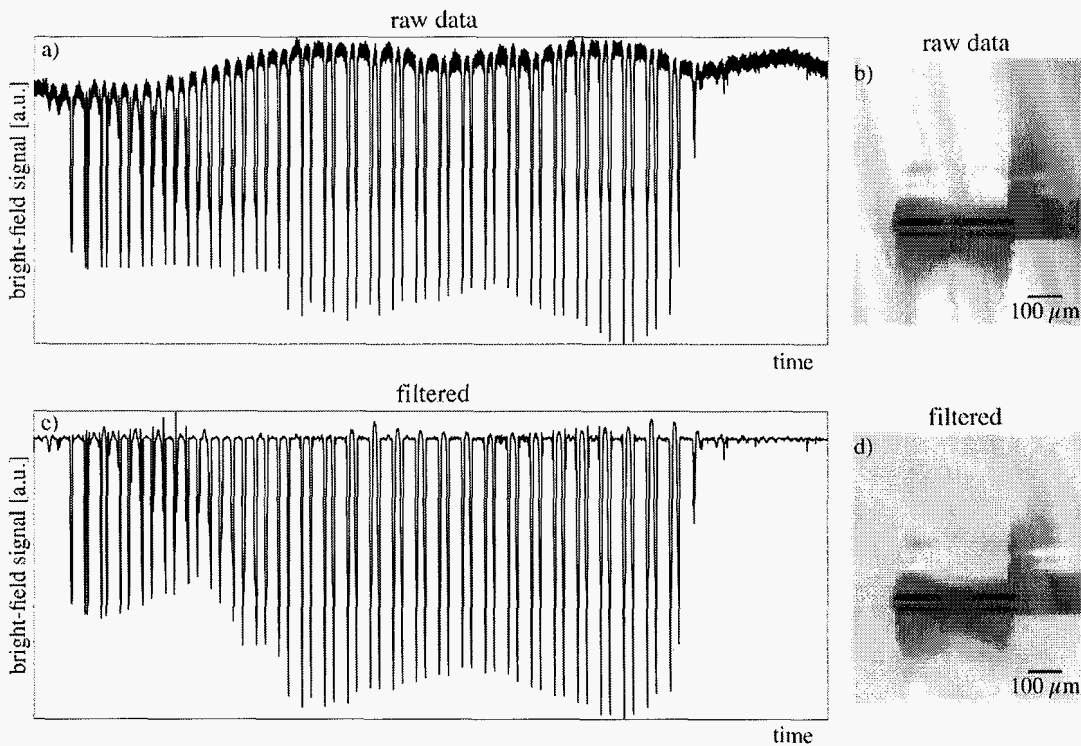 raw data
a)
bright-field signal [a.u.]
time
raw data
b)
100 μm
filtered
c)
bright-field signal [a.u.]
time
filtered
d)
100 μm